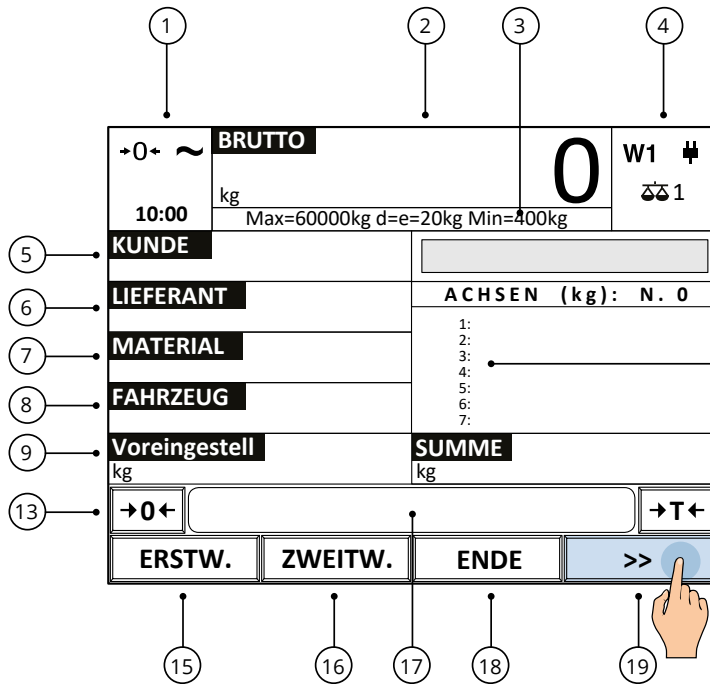 1 2 3 4
→0← ~
BRUTTO
0
W1
kg
1
10:00
Max=60000kg d=e=20kg Min=400kg
5
KUNDE
6
LIEFERANT
ACHSEN (kg): N. 0
7
MATERIAL
1:
2:
3:
4:
5:
6:
7:
8
FAHRZEUG
9
Voreingestell
kg
SUMME
kg
13
→0←
→T←
ERSTW. ZWEITW. ENDE >>
15 16 17 18 19